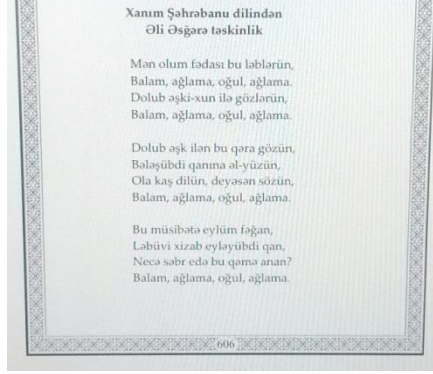 Xanım Şəhrəbanu dilindən
Əli Əsğərə təskinlik
Mən olum fədası bu ləblərün,
Balam, ağlama, oğul, ağlama.
Dolub əşki-xun ilə gözlərün,
Balam, ağlama, oğul, ağlama.
Dolub əşk ilən bu qəra gözün,
Bələşübdi qanına əl-yüzün,
Ola kaş dilün, deyəsən sözün,
Balam, ağlama, oğul, ağlama.
Bu müsibətə eylüm fəğan,
Ləbüvi xizab eyləyübdi qan,
Necə səbr edə bu qəmə anan?
Balam, ağlama, oğul, ağlama.
606